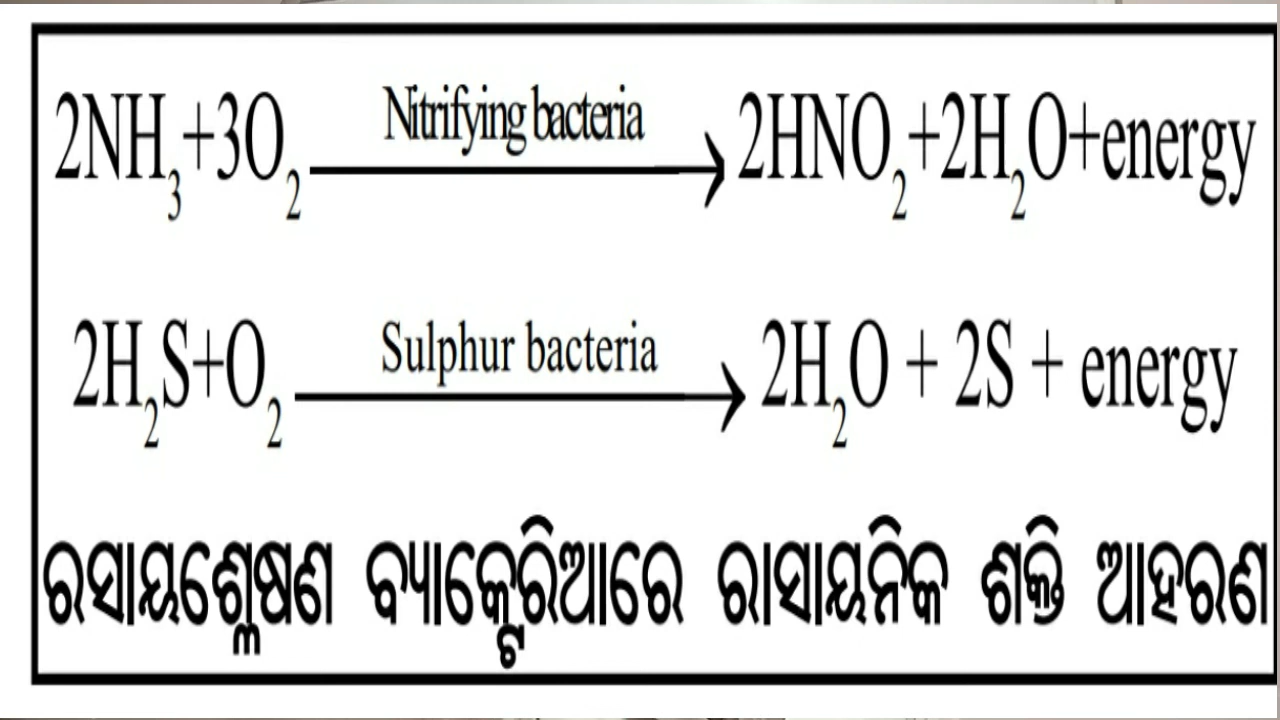 2NH₃+3O₂ Nitrifying bacteria → 2HNO₂+2H₂O+energy
2H₂S+O₂ Sulphur bacteria → 2H₂O + 2S + energy
ରସାୟଶ୍ଳେଷଣ ବ୍ୟାକ୍ଟେରିଆରେ ରାସାୟନିକ ଶକ୍ତି ଆହରଣ